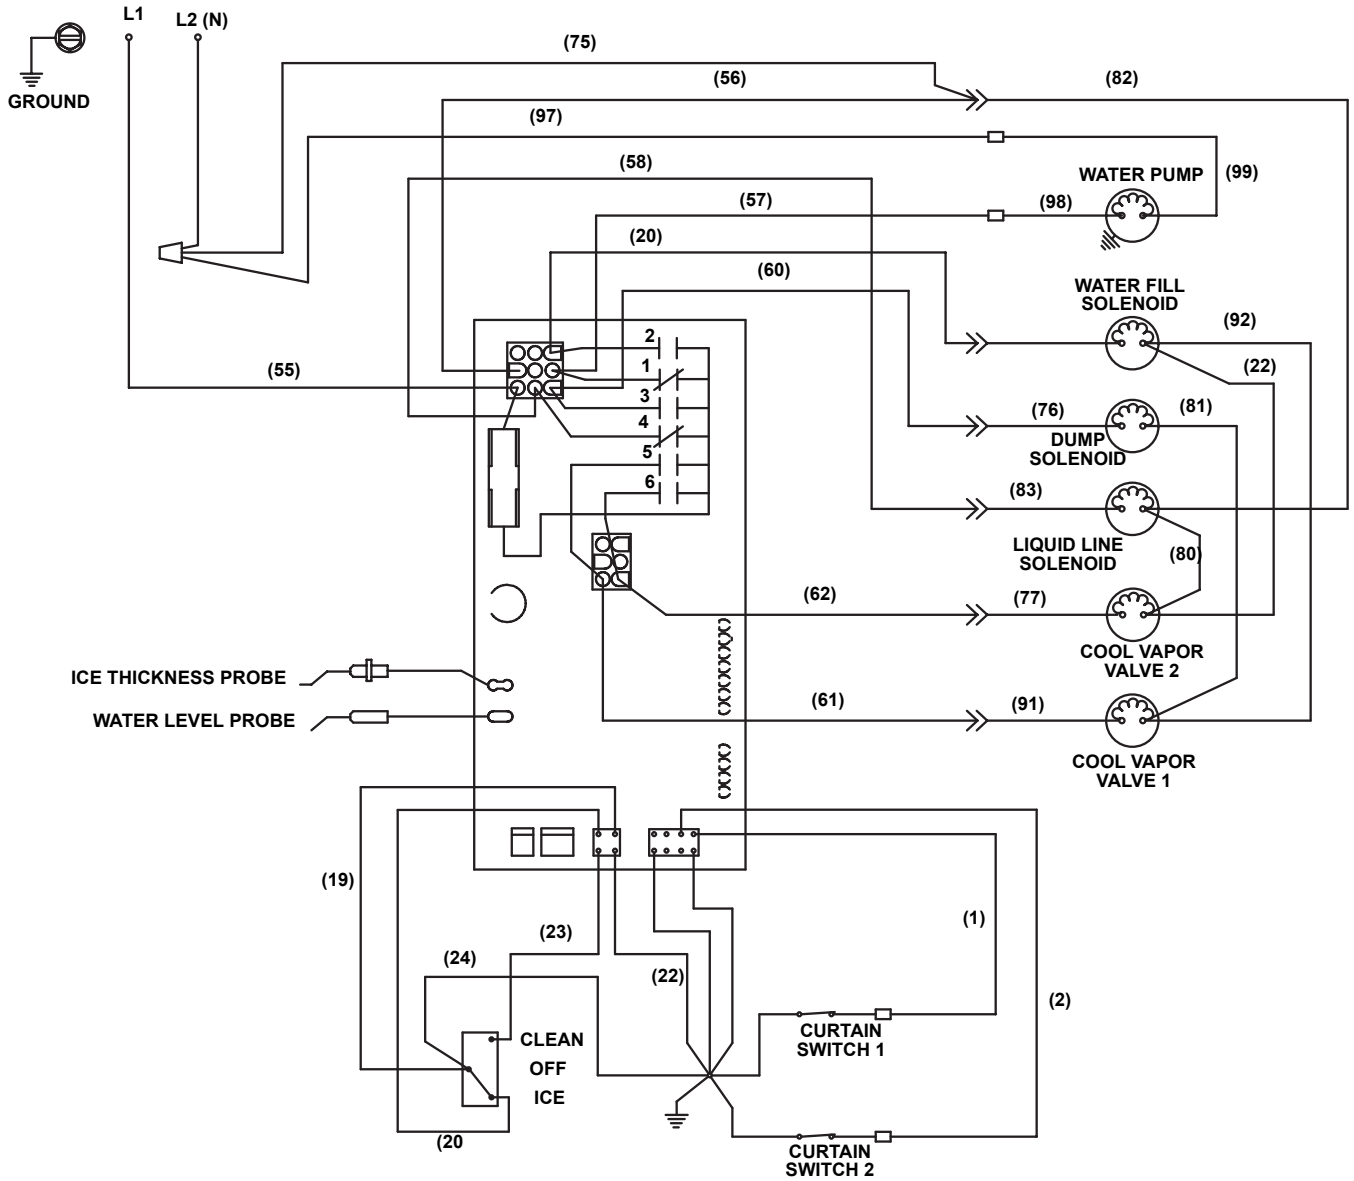 L1
L2 (N)
(75)
(56)
(82)
GROUND
(97)
(58)
WATER PUMP
(99)
(57)
(98)
(20)
(60)
WATER FILL
SOLENOID
(92)
(22)
2
1
(55)
3
4
5
6
(76)
(81)
DUMP
SOLENOID
(83)
LIQUID LINE
SOLENOID
(80)
(62)
(77)
COOL VAPOR
VALVE 2
ICE THICKNESS PROBE
WATER LEVEL PROBE
(61)
(91)
COOL VAPOR
VALVE 1
(19)
(1)
(23)
(24)
(22)
(2)
CLEAN
OFF
ICE
CURTAIN
SWITCH 1
(20
CURTAIN
SWITCH 2